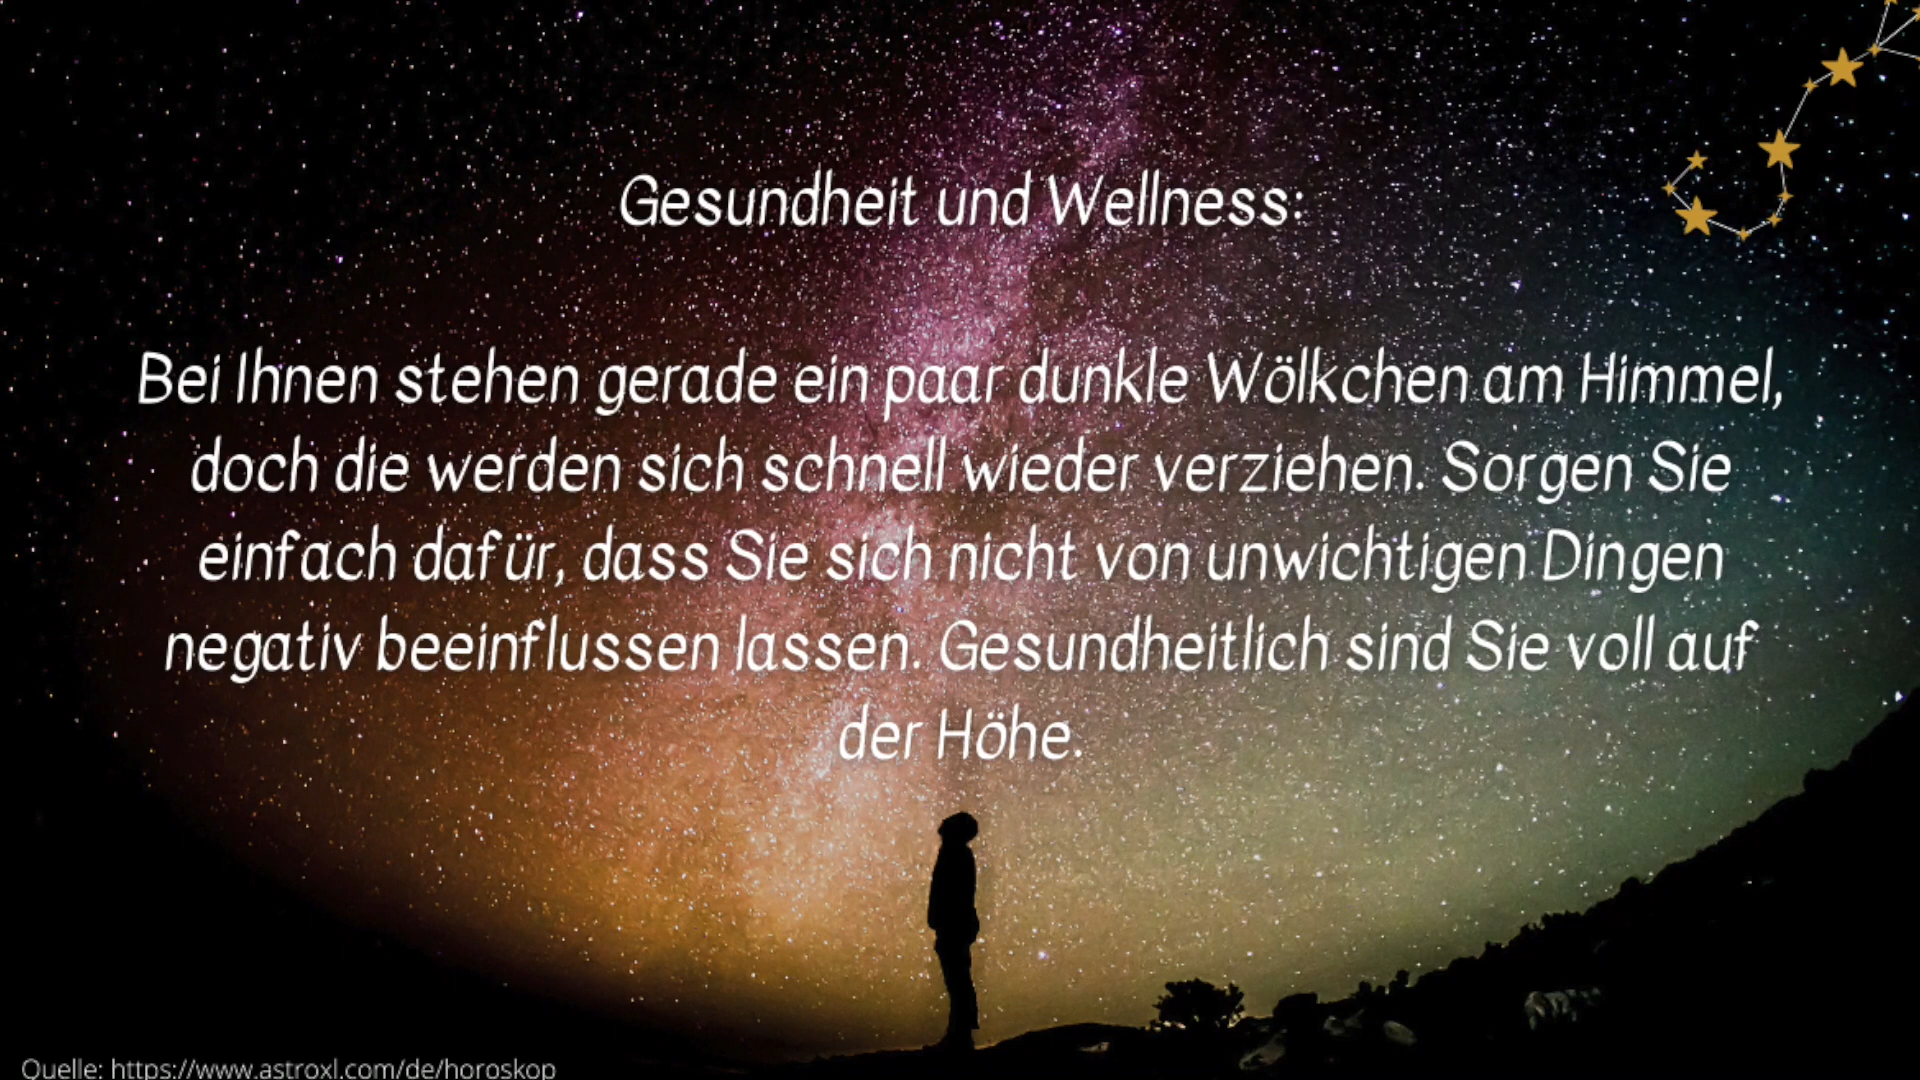 Gesundheit und Wellness:
Bei Ihnen stehen gerade ein paar dunkle Wölkchen am Himmel,
doch die werden sich schnell wieder verziehen. Sorgen Sie
einfach dafür, dass Sie sich nicht von unwichtigen Dingen
negativ beeinflussen lassen. Gesundheitlich sind Sie voll auf
der Höhe.
Quelle: https://www.astroxl.com/de/horoskop